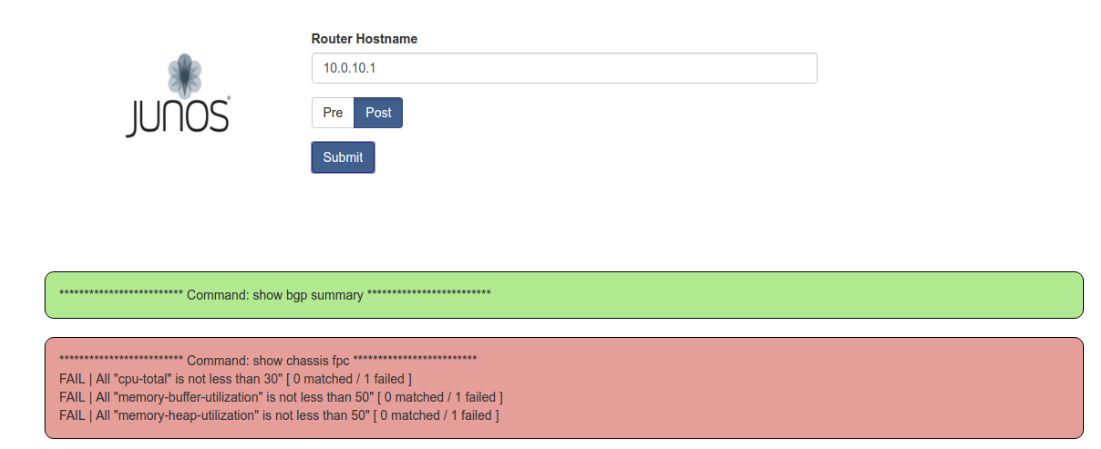 Router Hostname
10.0.10.1
JUNOS
Pre Post
Submit
************************* Command: show bgp summary *************************
************************* Command: show chassis fpc *************************
FAIL | All "cpu-total" is not less than 30" [ 0 matched / 1 failed ]
FAIL | All "memory-buffer-utilization" is not less than 50" [ 0 matched / 1 failed ]
FAIL | All "memory-heap-utilization" is not less than 50" [ 0 matched / 1 failed ]